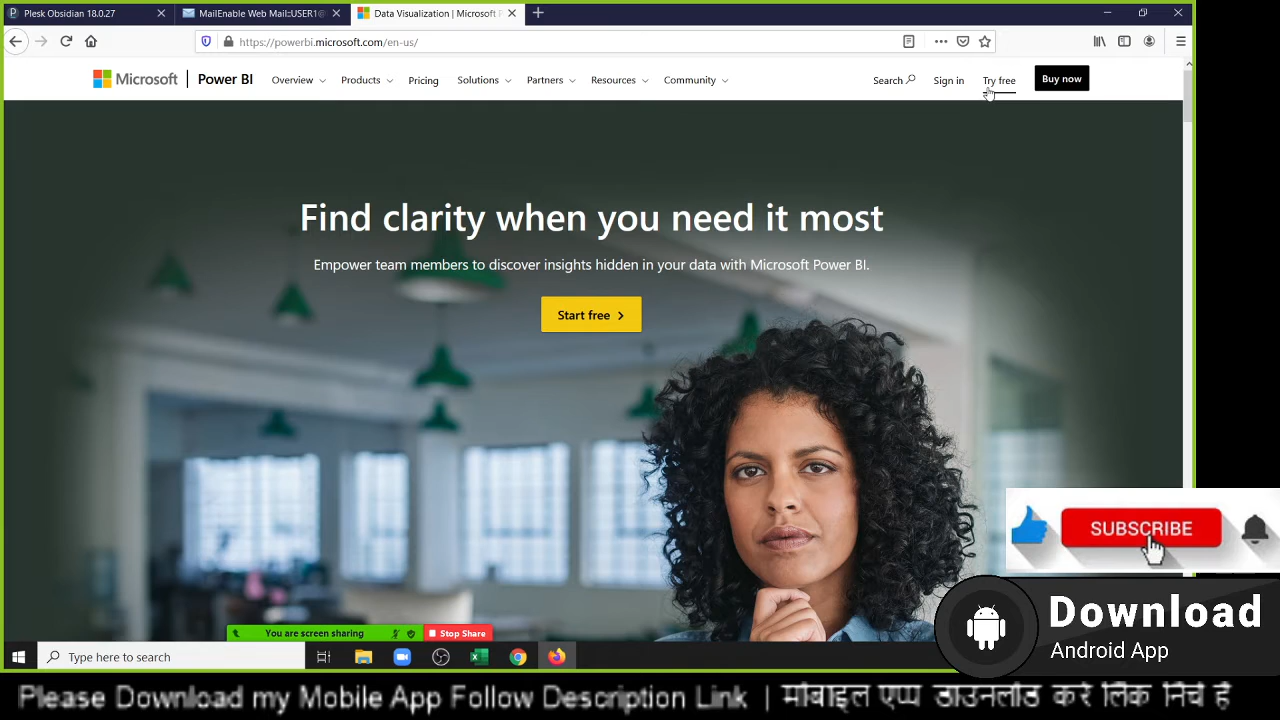 Plesk Obsidian 18.0.27
MailEnable Web Mail::USER1@
Data Visualization | Microsoft P
https://powerbi.microsoft.com/en-us/
Microsoft
Power BI
Overview
Products
Pricing
Solutions
Partners
Resources
Community
Search
Sign in
Try free
Buy now
Find clarity when you need it most
Empower team members to discover insights hidden in your data with Microsoft Power BI.
Start free
SUBSCRIBE
Download
Android App
You are screen sharing
Stop Share
Type here to search
Please Download my Mobile App Follow Description Link | मोबाइल एप्प डाउनलोड करे लिंक निचे है